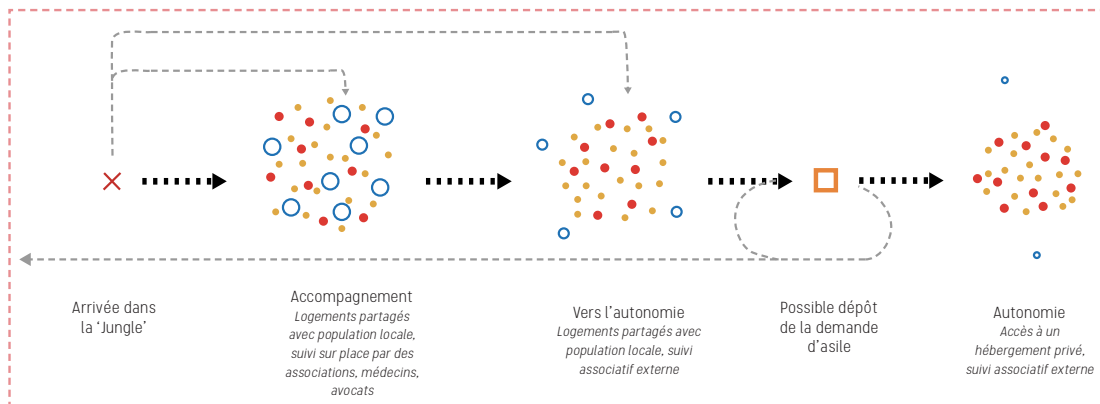 Arrivée dans
la ‘Jungle’
Accompagnement
Logements partagés
avec population locale,
suivi sur place par des
associations, médecins,
avocats
Vers l’autonomie
Logements partagés avec
population locale, suivi
associatif externe
Possible dépôt
de la demande
d’asile
Autonomie
Accès à un
hébergement privé,
suivi associatif externe